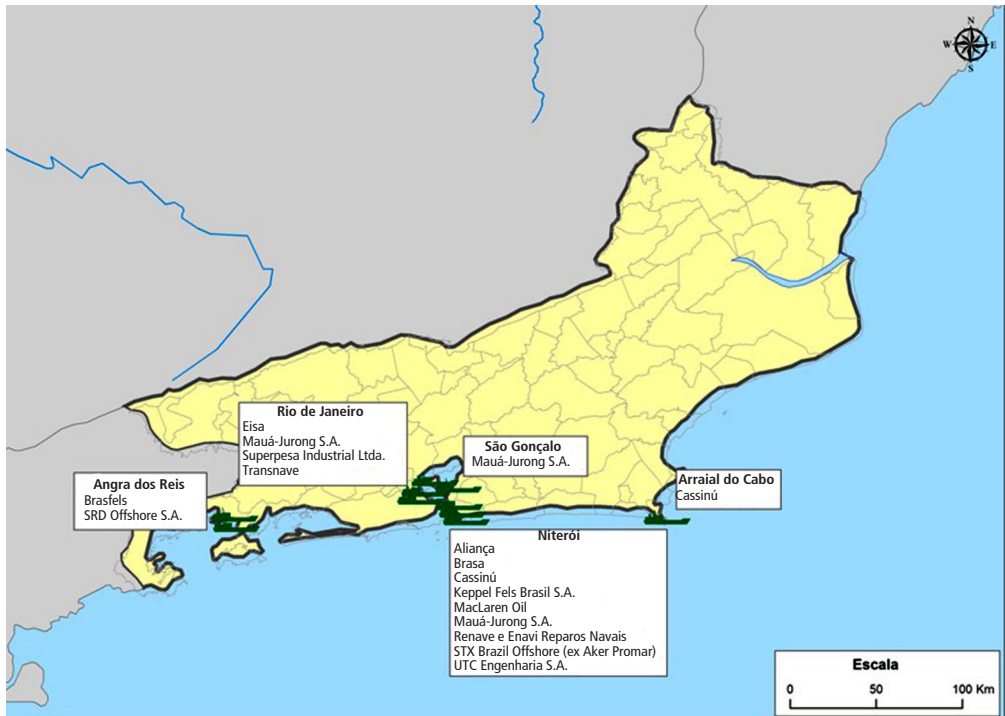 N
W E
S
Rio de Janeiro
Eisa
Mauá-Jurong S.A.
Superpesa Industrial Ltda.
Transnave
São Gonçalo
Mauá-Jurong S.A.
Angra dos Reis
Brasfels
SRD Offshore S.A.
Arraial do Cabo
Cassinú
Niterói
Aliança
Brasa
Cassinú
Keppel Fels Brasil S.A.
MacLaren Oil
Mauá-Jurong S.A.
Renave e Enavi Reparos Navais
STX Brazil Offshore (ex Aker Promar)
UTC Engenharia S.A.
Escala
0 50 100 Km